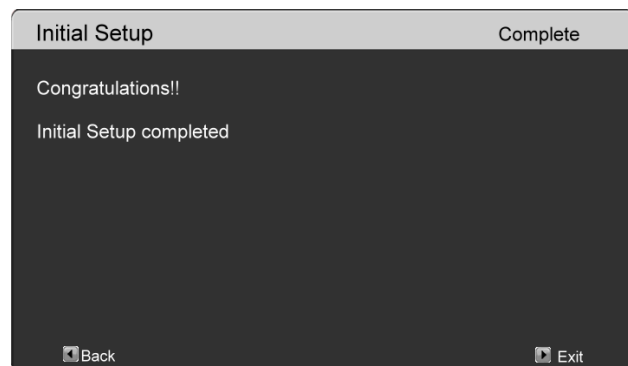 Initial Setup Complete
Congratulations!!
Initial Setup completed
Back Exit